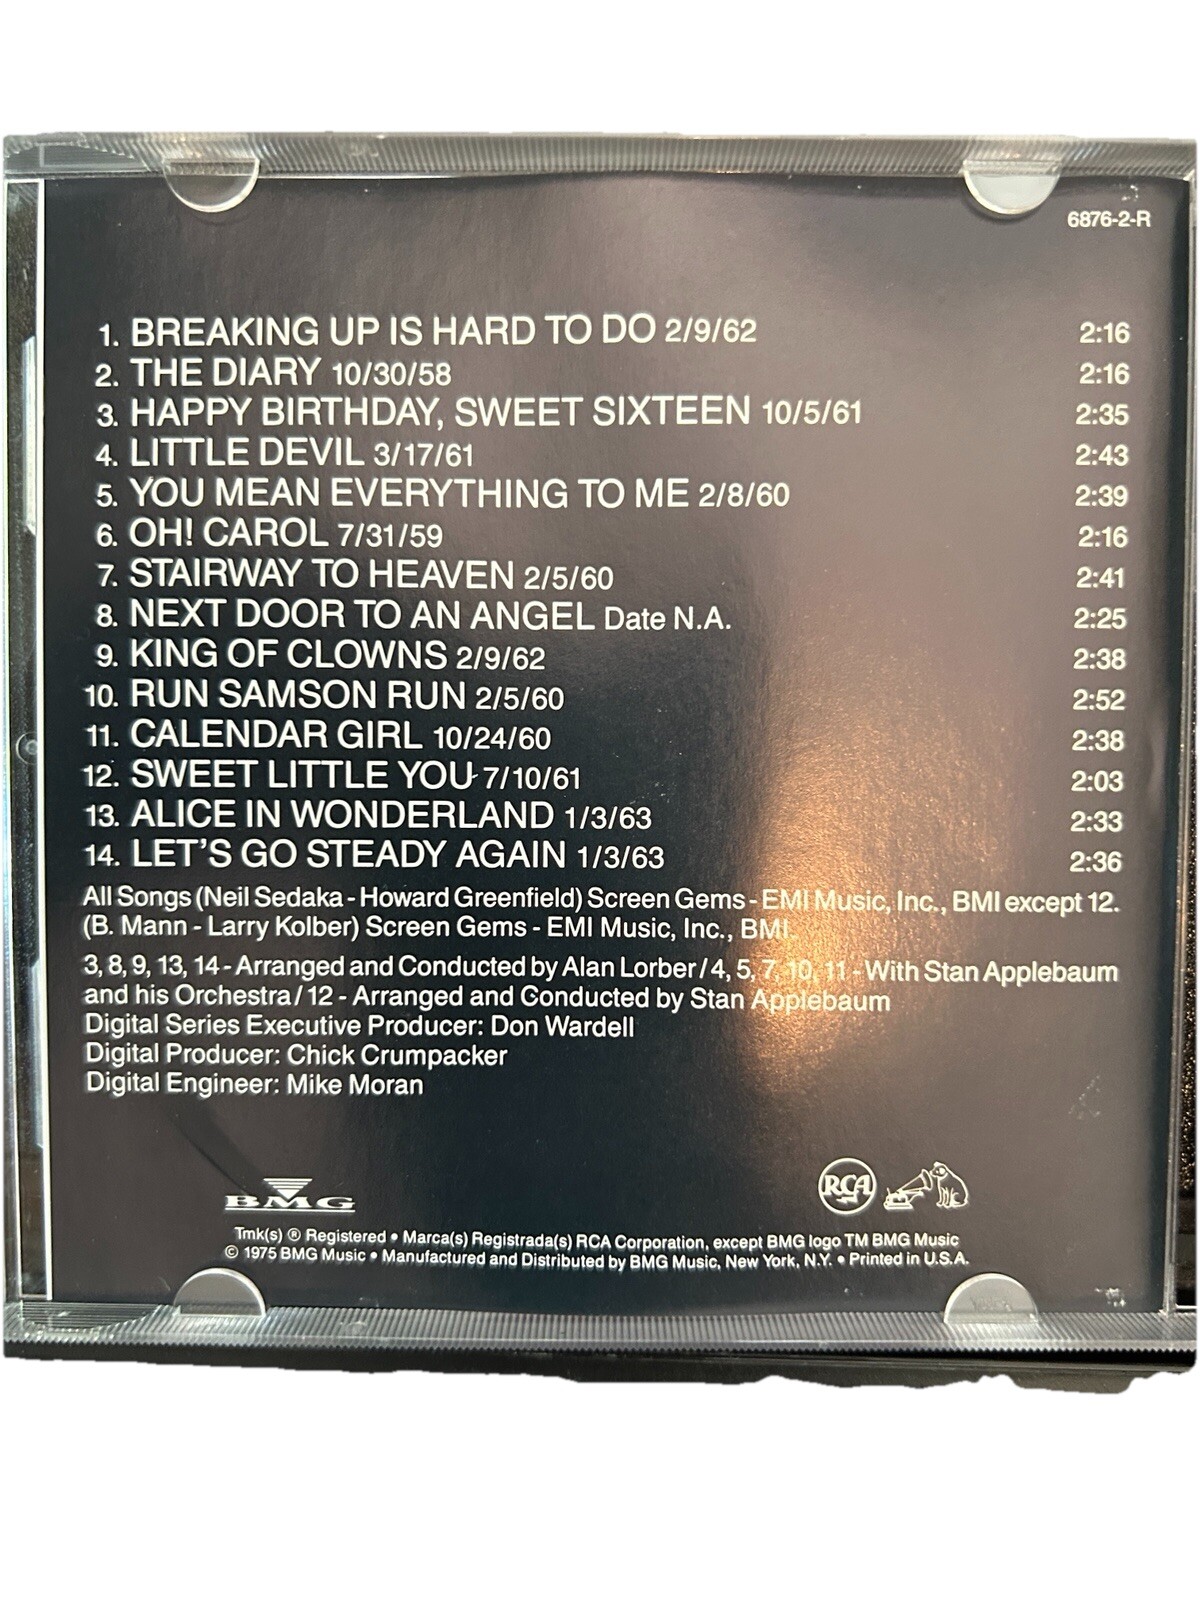 6876-2-R
1. BREAKING UP IS HARD TO DO 2/9/62 2:16
2. THE DIARY 10/30/58 2:16
3. HAPPY BIRTHDAY, SWEET SIXTEEN 10/5/61 2:35
4. LITTLE DEVIL 3/17/61 2:43
5. YOU MEAN EVERYTHING TO ME 2/8/60 2:39
6. OH! CAROL 7/31/59 2:16
7. STAIRWAY TO HEAVEN 2/5/60 2:41
8. NEXT DOOR TO AN ANGEL Date N.A. 2:25
9. KING OF CLOWNS 2/9/62 2:38
10. RUN SAMSON RUN 2/5/60 2:52
11. CALENDAR GIRL 10/24/60 2:38
12. SWEET LITTLE YOU 7/10/61 2:03
13. ALICE IN WONDERLAND 1/3/63 2:33
14. LET'S GO STEADY AGAIN 1/3/63 2:36
All Songs (Neil Sedaka - Howard Greenfield) Screen Gems - EMI Music, Inc., BMI except 12.
(B. Mann - Larry Kolber) Screen Gems - EMI Music, Inc., BMI.
3, 8, 9, 13, 14 - Arranged and Conducted by Alan Lorber / 4, 5, 7, 10, 11 - With Stan Applebaum
and his Orchestra / 12 - Arranged and Conducted by Stan Applebaum
Digital Series Executive Producer: Don Wardell
Digital Producer: Chick Crumpacker
Digital Engineer: Mike Moran
BMG
RCA
Tmk(s) ® Registered • Marca(s) Registrada(s) RCA Corporation, except BMG logo TM BMG Music
© 1975 BMG Music • Manufactured and Distributed by BMG Music, New York, N.Y. • Printed in U.S.A.